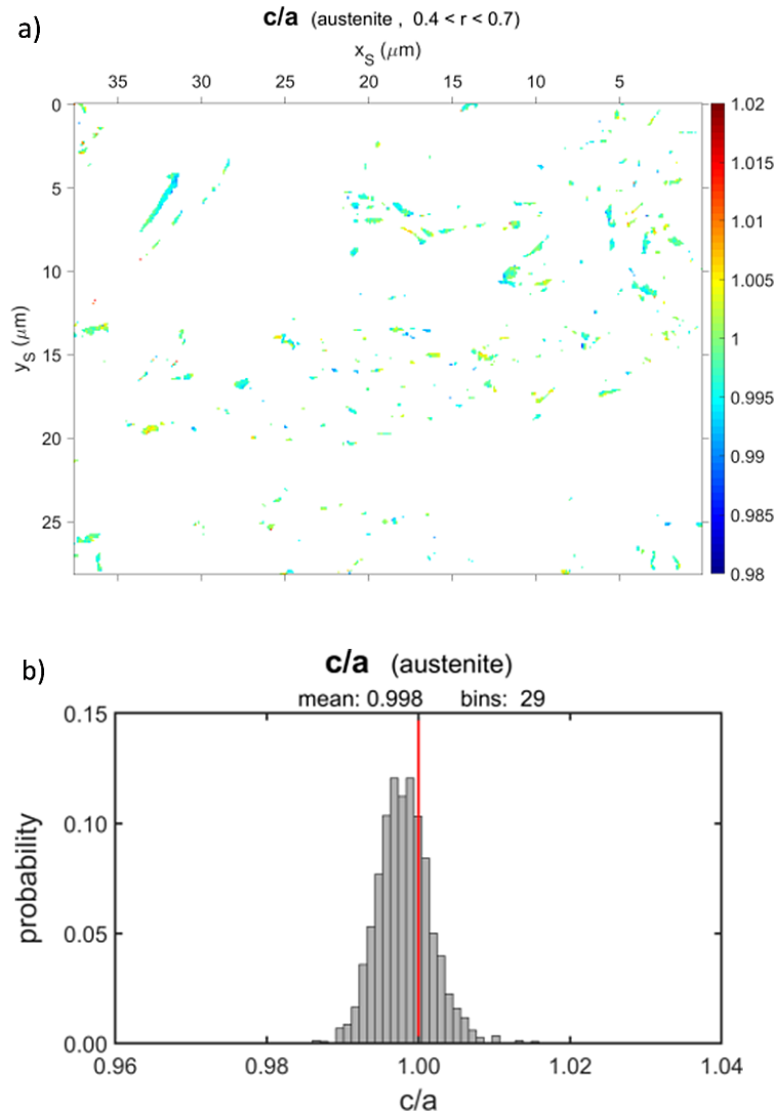 a)
c/a (austenite , 0.4 < r < 0.7)
xS (μm)
35 30 25 20 15 10 5
0
5
10
15
20
25
yS (μm)
1.02
1.015
1.01
1.005
1
0.995
0.99
0.985
0.98
b)
c/a (austenite)
mean: 0.998 bins: 29
0.15
0.10
0.05
0.00
probability
0.96 0.98 1.00 1.02 1.04
c/a